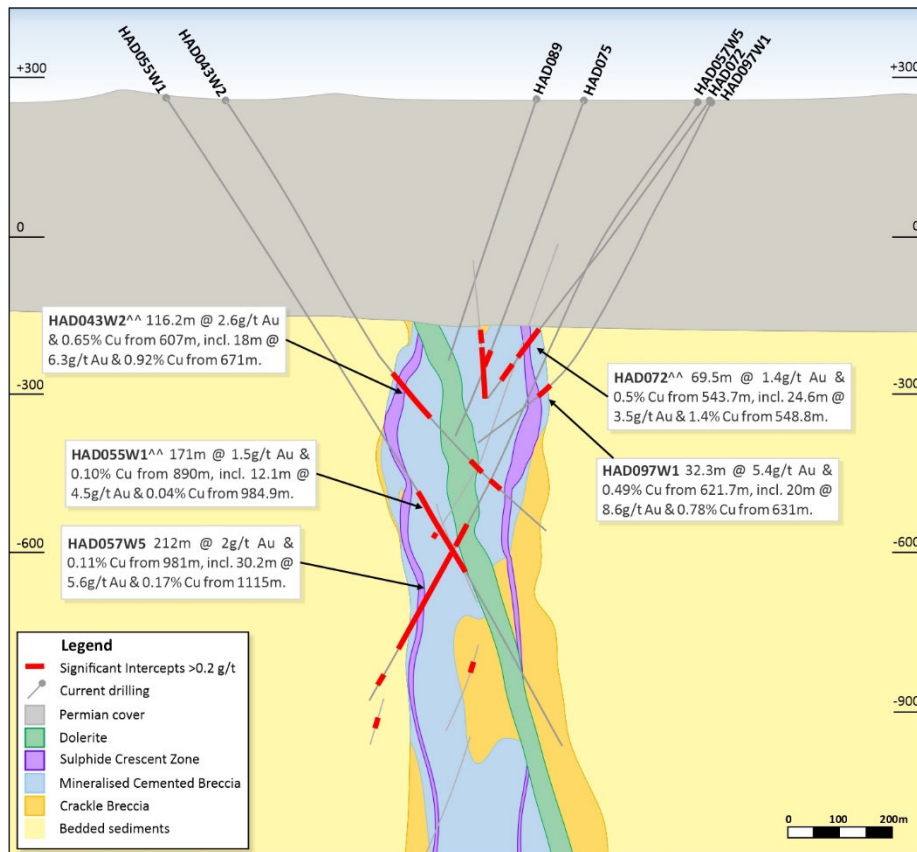 HAD055W1
HAD043W2
HAD089
HAD075
HAD057W5
HAD072
HAD097W1
+300
+300
0
0
HAD043W2^^ 116.2m @ 2.6g/t Au
& 0.65% Cu from 607m, incl. 18m @
6.3g/t Au & 0.92% Cu from 671m.
-300
-300
HAD072^^ 69.5m @ 1.4g/t Au &
0.5% Cu from 543.7m, incl. 24.6m @
3.5g/t Au & 1.4% Cu from 548.8m.
HAD055W1^^ 171m @ 1.5g/t Au &
0.10% Cu from 890m, incl. 12.1m @
4.5g/t Au & 0.04% Cu from 984.9m.
HAD097W1 32.3m @ 5.4g/t Au &
0.49% Cu from 621.7m, incl. 20m @
8.6g/t Au & 0.78% Cu from 631m.
HAD057W5 212m @ 2g/t Au &
0.11% Cu from 981m, incl. 30.2m @
5.6g/t Au & 0.17% Cu from 1115m.
-600
-600
-900
Legend
Significant Intercepts >0.2 g/t
Current drilling
Permian cover
Dolerite
Sulphide Crescent Zone
Mineralised Cemented Breccia
Crackle Breccia
Bedded sediments
0 100 200m